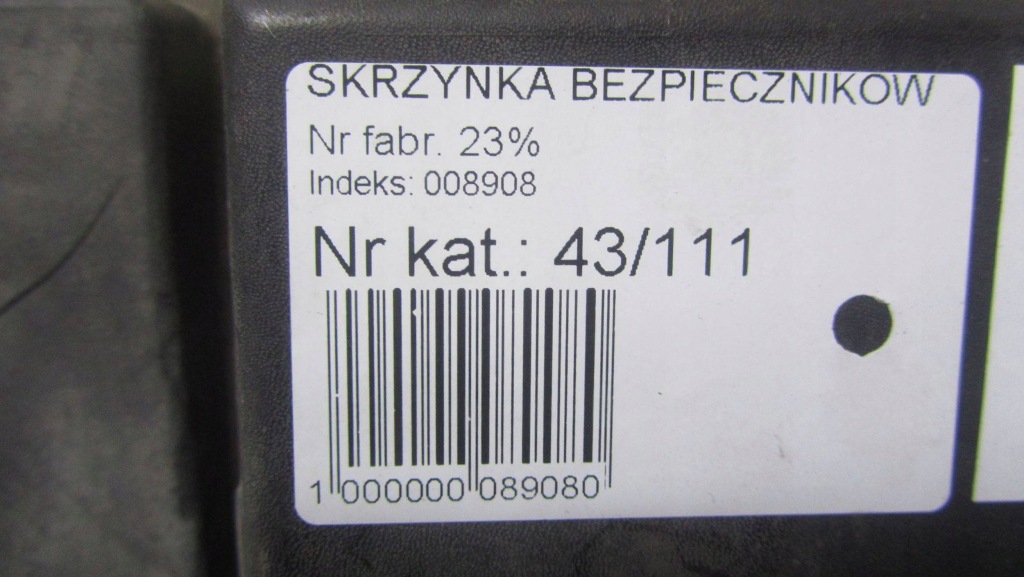 SKRZYNKA BEZPIECZNIKOW
Nr fabr. 23%
Indeks: 008908
Nr kat.: 43/111
1 000000 089080